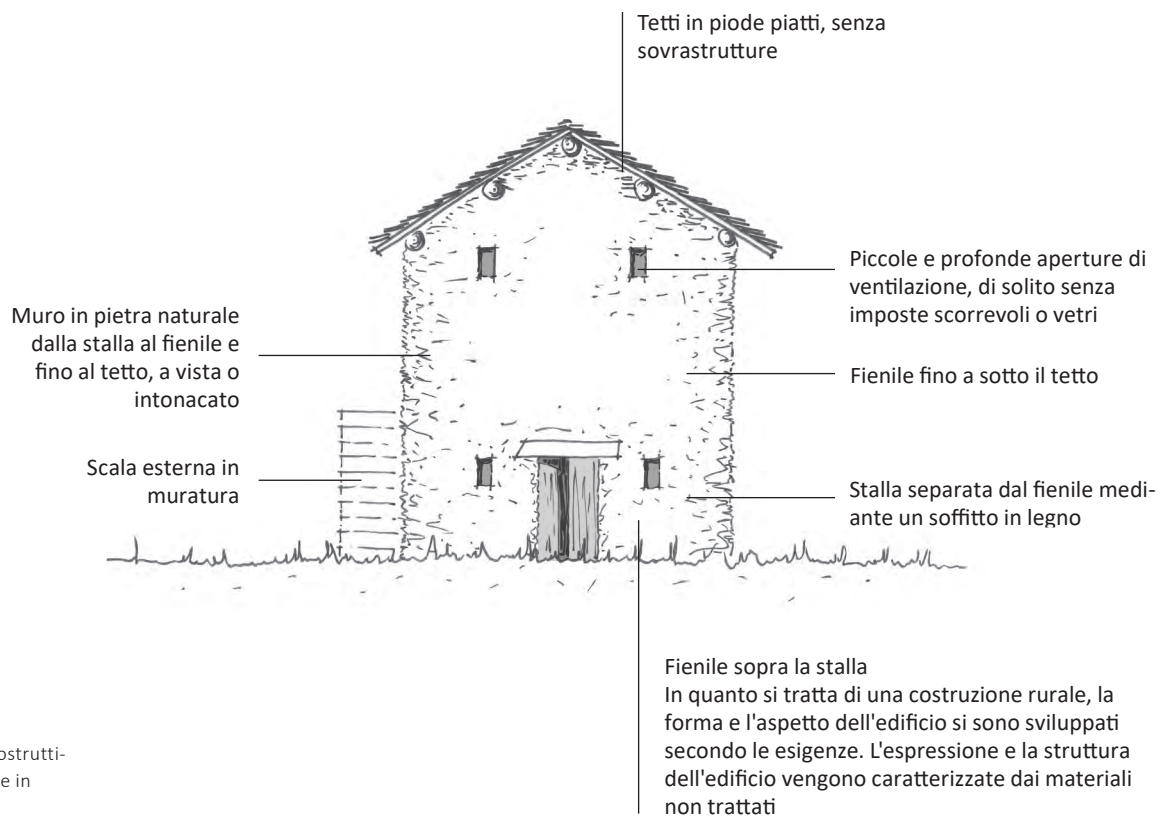 Tetti in piode piatti, senza
sovrastrutture
Piccole e profonde aperture di
ventilazione, di solito senza
imposte scorrevoli o vetri
Muro in pietra naturale
dalla stalla al fienile e
fino al tetto, a vista o
intonacato
Fienile fino a sotto il tetto
Scala esterna in
muratura
Stalla separata dal fienile medi-
ante un soffitto in legno
Fienile sopra la stalla
In quanto si tratta di una costruzione rurale, la
forma e l'aspetto dell'edificio si sono sviluppati
secondo le esigenze. L'espressione e la struttura
dell'edificio vengono caratterizzate dai materiali
non trattati
ostrutti-
e in